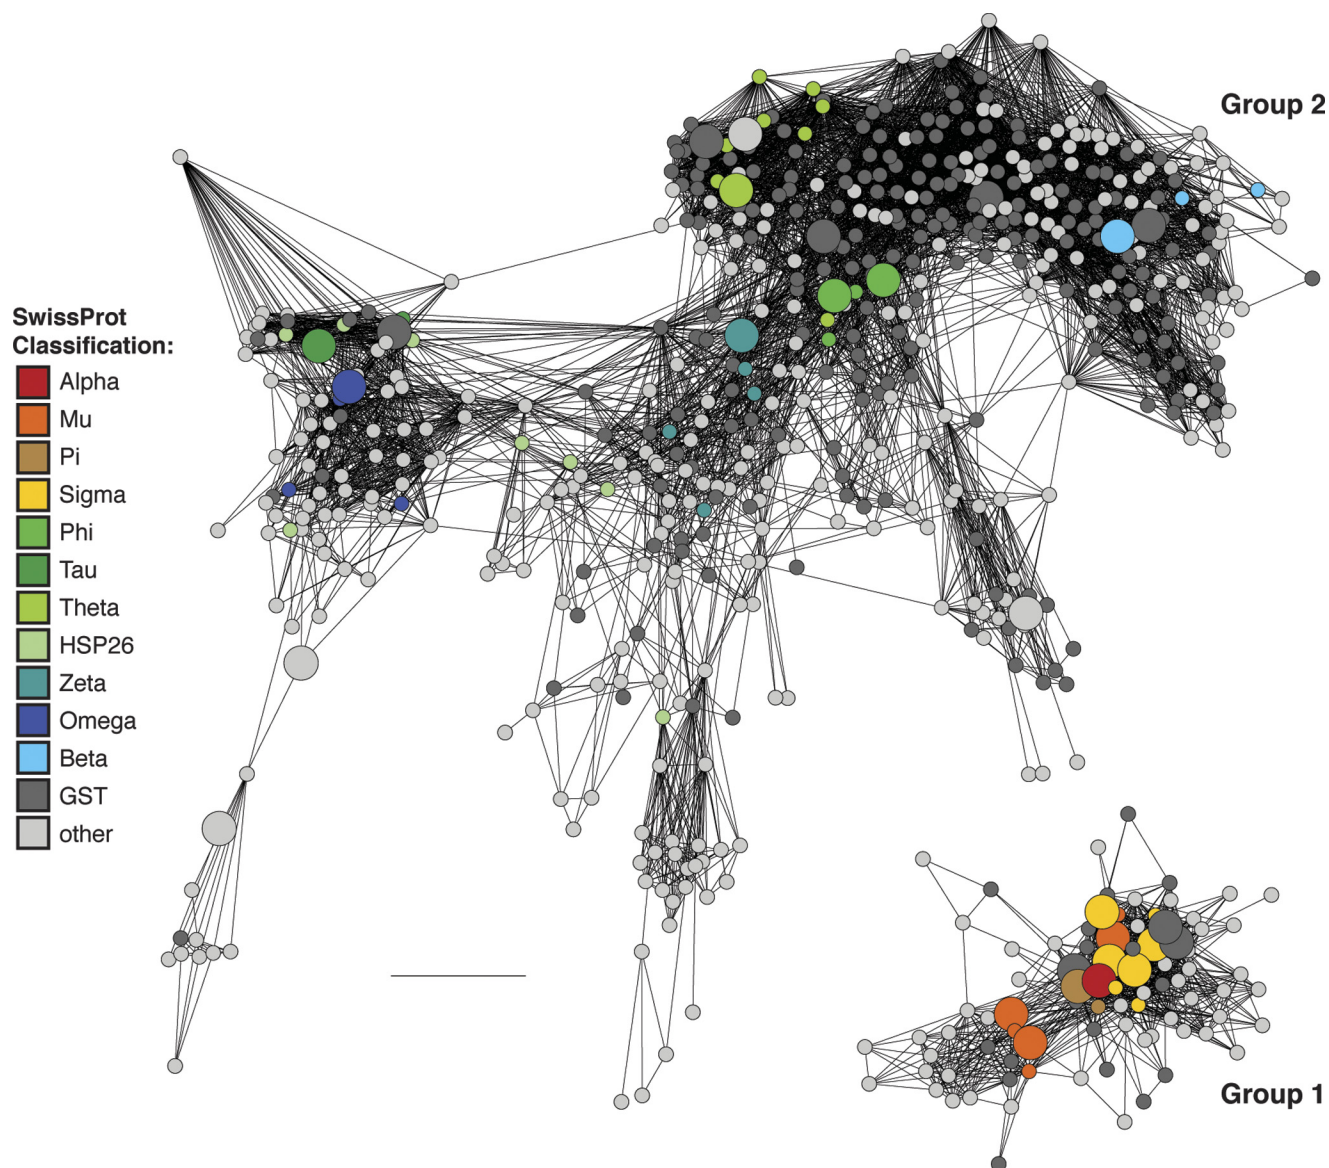 Group 2
SwissProt
Classification:
Alpha
Mu
Pi
Sigma
Phi
Tau
Theta
HSP26
Zeta
Omega
Beta
GST
other
Group 1